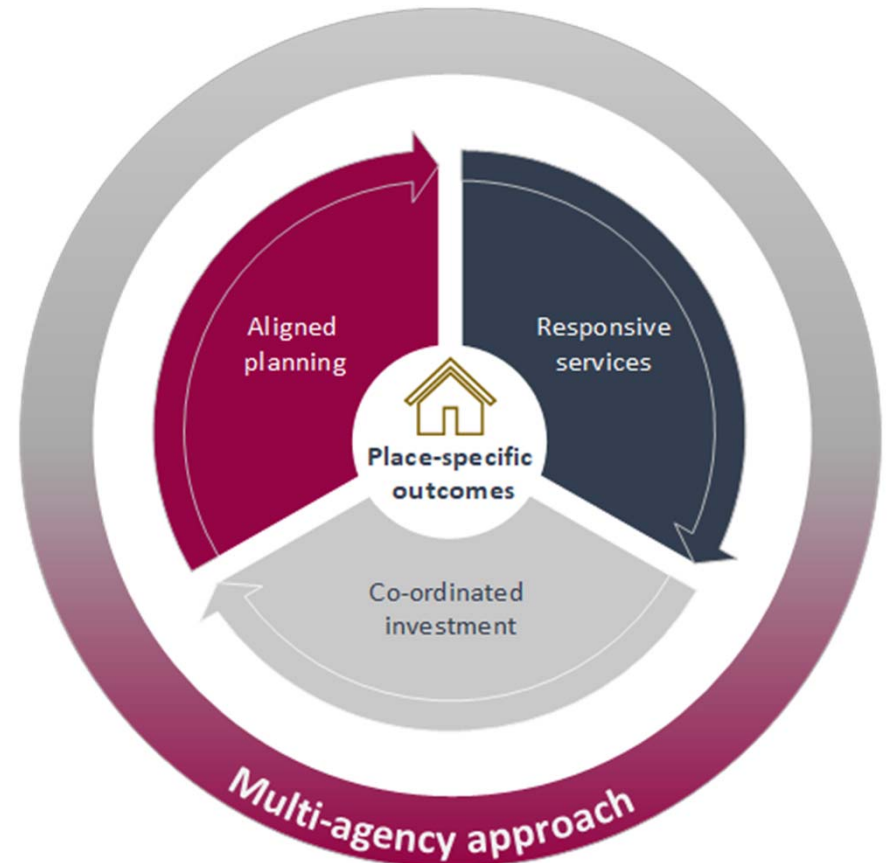 Aligned
planning
Responsive
services
Place-specific
outcomes
Co-ordinated
investment
Multi-agency approach